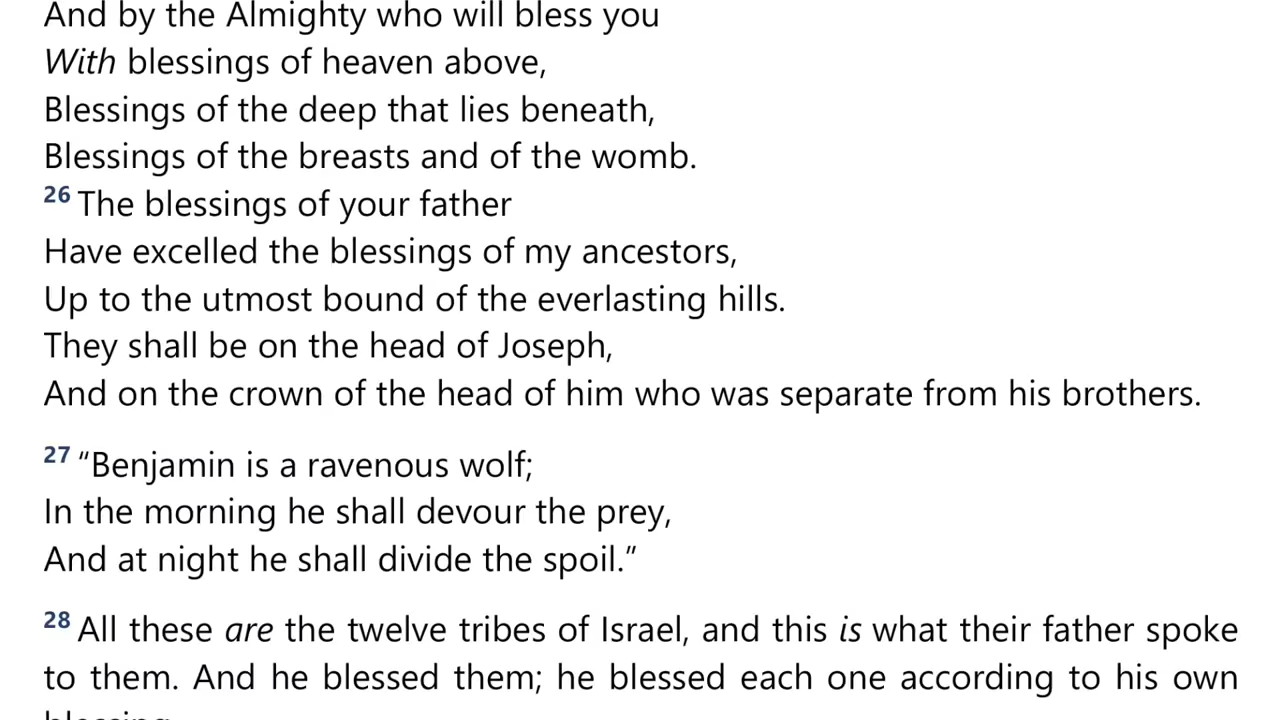 And by the Almighty who will bless you
With blessings of heaven above,
Blessings of the deep that lies beneath,
Blessings of the breasts and of the womb.
26 The blessings of your father
Have excelled the blessings of my ancestors,
Up to the utmost bound of the everlasting hills.
They shall be on the head of Joseph,
And on the crown of the head of him who was separate from his brothers.
27 “Benjamin is a ravenous wolf;
In the morning he shall devour the prey,
And at night he shall divide the spoil.”
28 All these are the twelve tribes of Israel, and this is what their father spoke
to them. And he blessed them; he blessed each one according to his own
blessing.